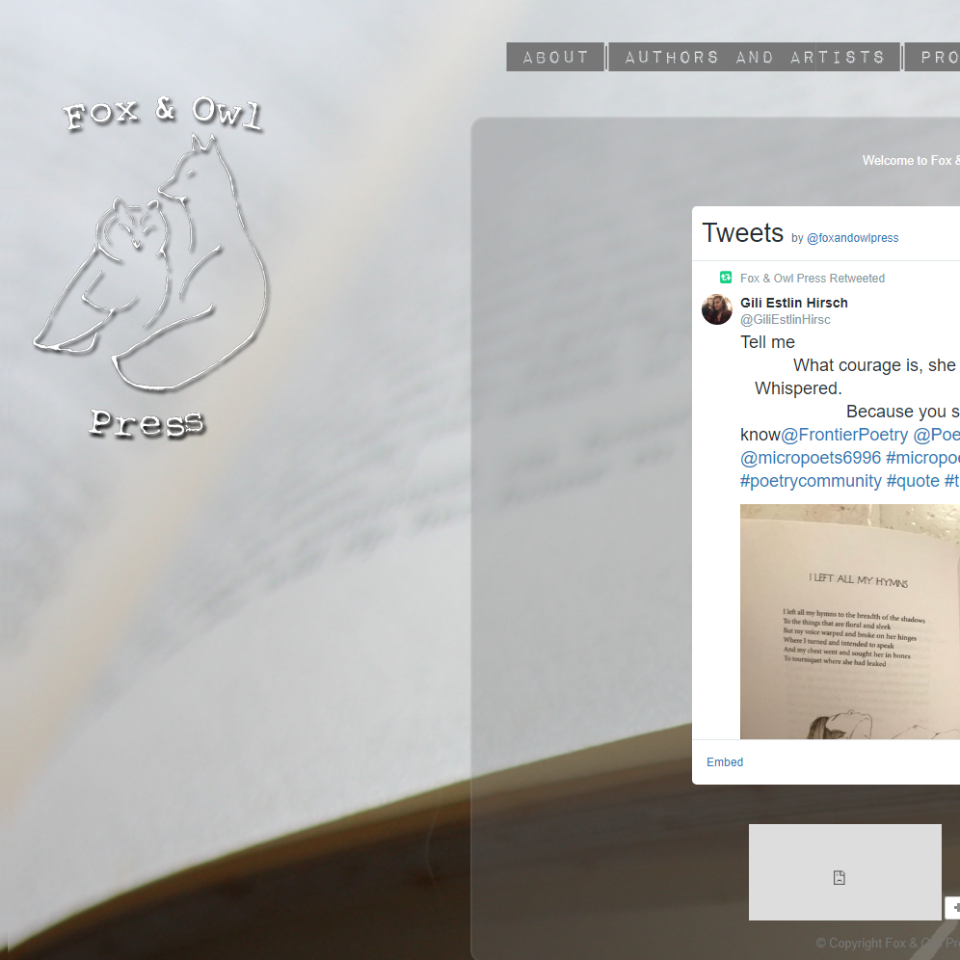 ABOUT
AUTHORS AND ARTISTS
PRO
Fox & Owl
Press
Welcome to Fox &
Tweets by @foxandowlpress
Fox & Owl Press Retweeted
Gili Estlin Hirsch
@GiliEstlinHirsc
Tell me
What courage is, she
Whispered.
Because you s
know@FrontierPoetry @Poe
@micropoets6996 #micropoe
#poetrycommunity #quote #t
I LEFT ALL MY HYMNS
I left all my hymns to the breadth of the shadows
To the things that are floral and sleek
But my voice warped and broke on her hinges
Where I turned and intended to speak
And my chest went and sought her in bones
To tourniquet where she had leaked
Embed
© Copyright Fox & Owl Pre